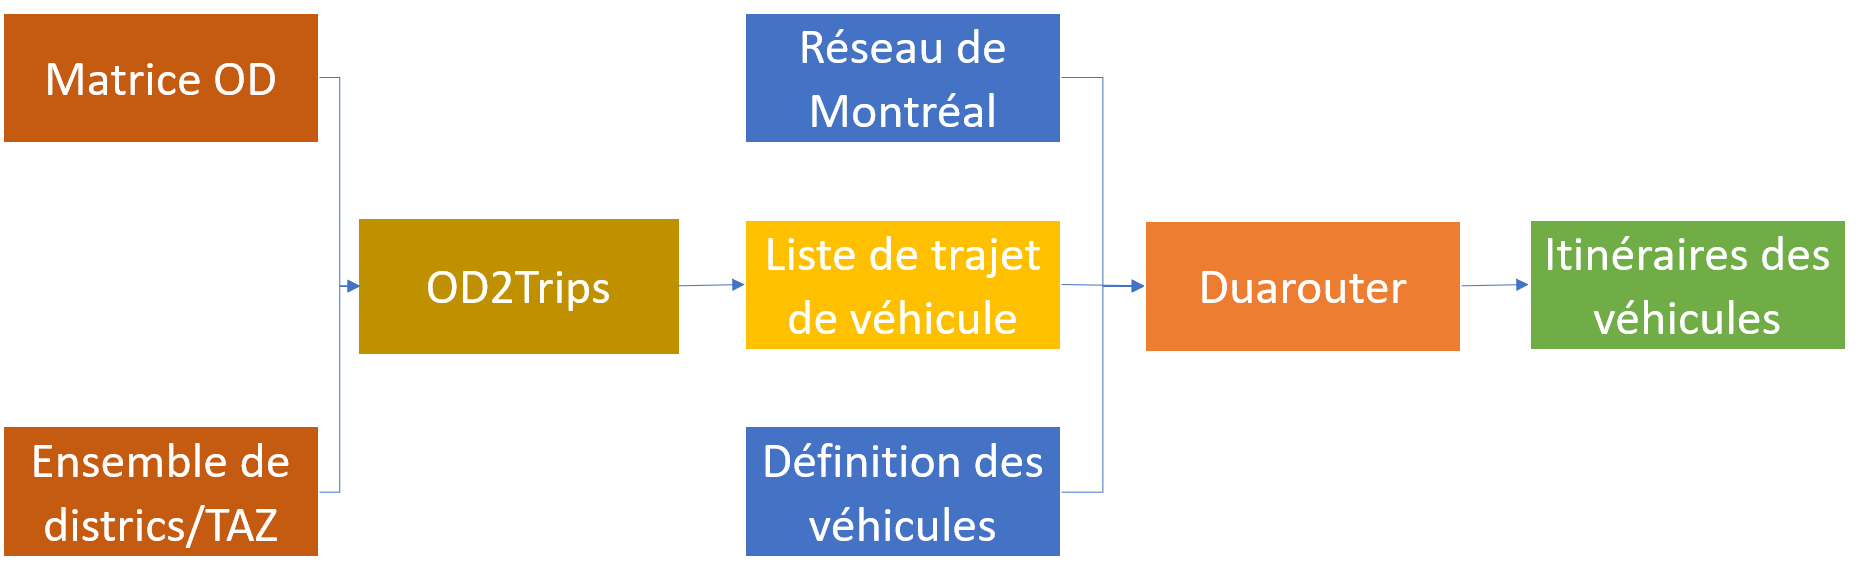 Matrice OD
Ensemble de
districs/TAZ
OD2Trips
Réseau de
Montréal
Liste de trajet
de véhicule
Définition des
véhicules
Duarouter
Itinéraires des
véhicules